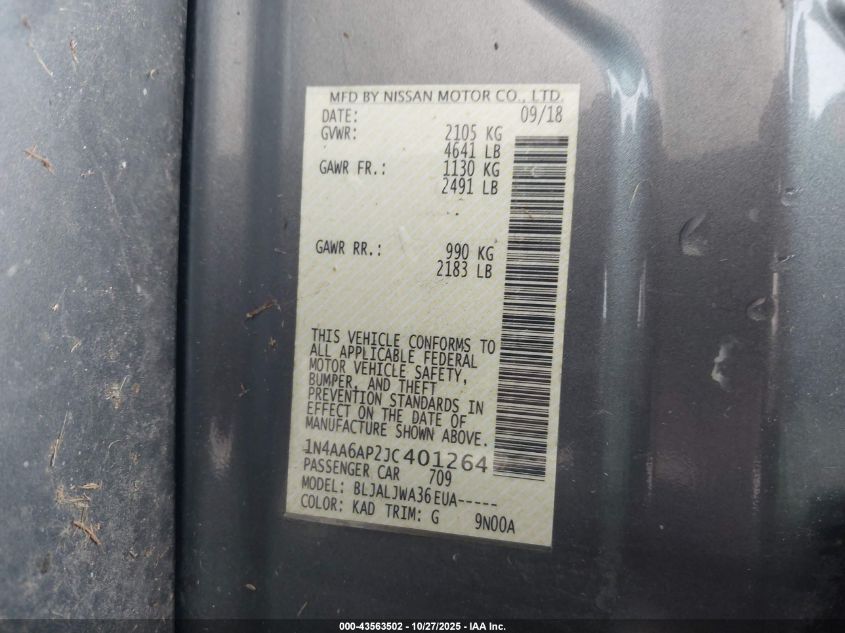 MFD BY NISSAN MOTOR CO., LTD.
DATE: 09/18
GVWR: 2105 KG
4641 LB
GAWR FR.: 1130 KG
2491 LB
GAWR RR.: 990 KG
2183 LB
THIS VEHICLE CONFORMS TO
ALL APPLICABLE FEDERAL
MOTOR VEHICLE SAFETY,
BUMPER, AND THEFT
PREVENTION STANDARDS IN
EFFECT ON THE DATE OF
MANUFACTURE SHOWN ABOVE.
1N4AA6AP2JC401264
PASSENGER CAR 709
MODEL: BLJALJWA36EUA-----
COLOR: KAD TRIM: G 9N00A
000-43563502 / 10/27/2025 - IAA Inc.